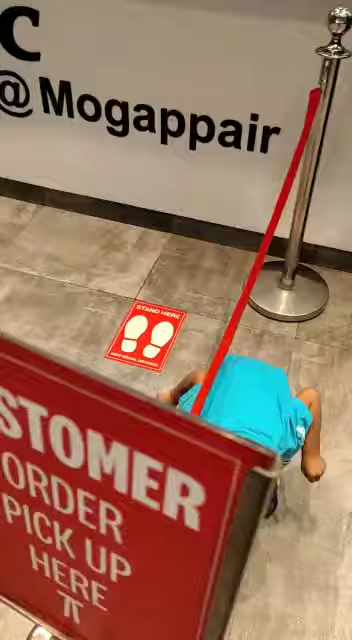 C
@Mogappair
STAND HERE
STOMER
ORDER
PICK UP
HERE